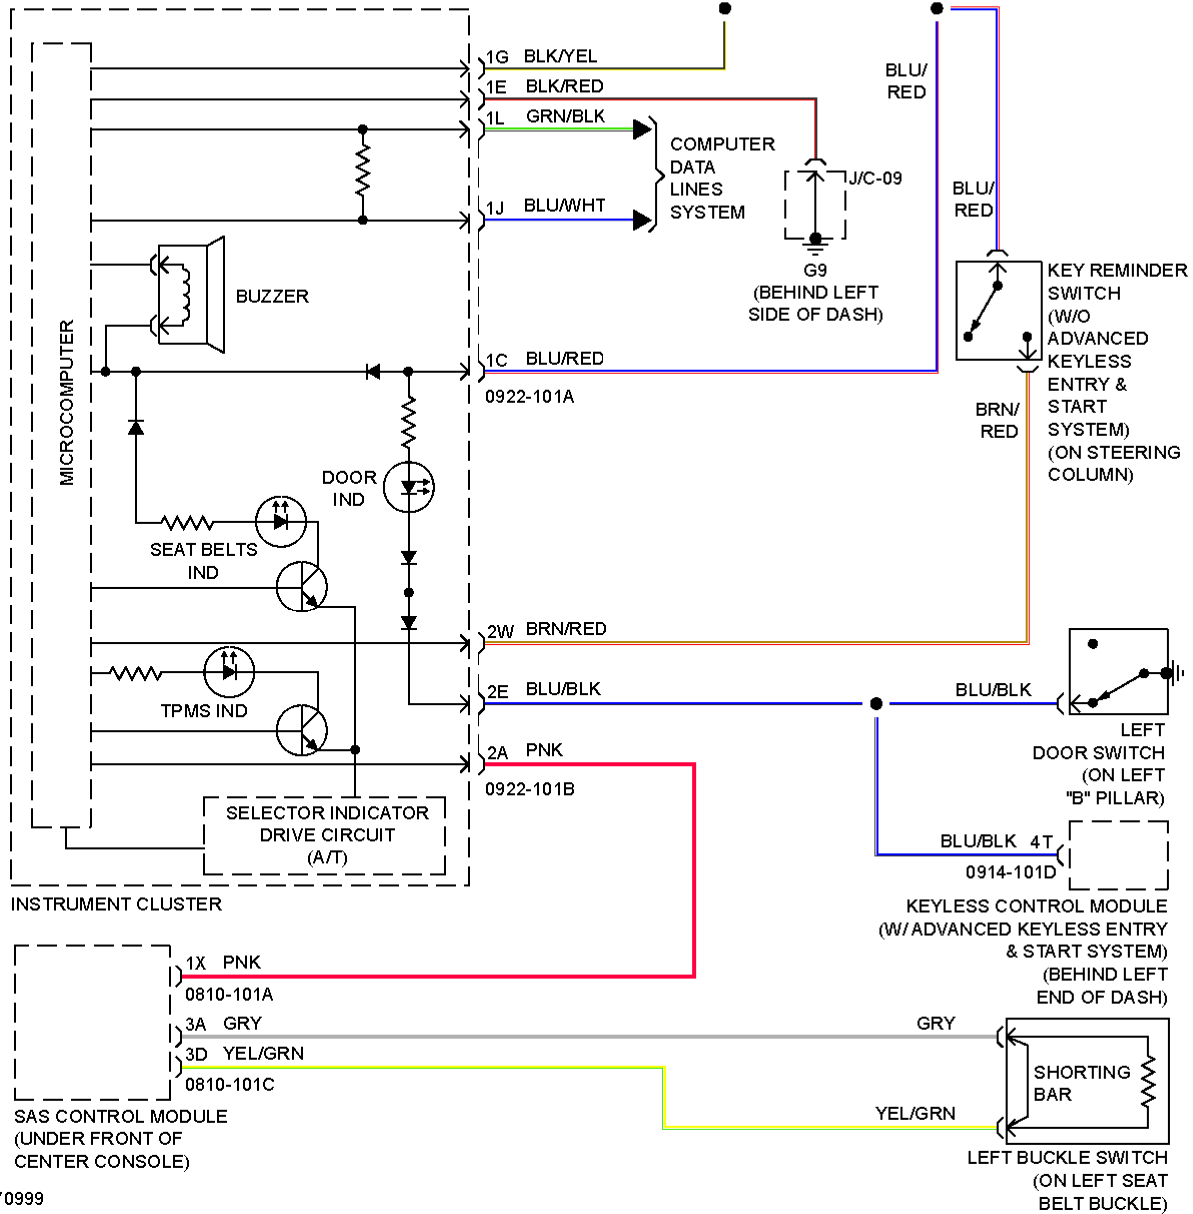 1G BLK/YEL
1E BLK/RED
1L GRN/BLK
COMPUTER
DATA
LINES
SYSTEM
1J BLU/WHT
J/C-09
G9
(BEHIND LEFT
SIDE OF DASH)
BLU/
RED
BLU/
RED
KEY REMINDER
SWITCH
(W/O
ADVANCED
KEYLESS
ENTRY &
START
SYSTEM)
(ON STEERING
COLUMN)
BUZZER
MICROCOMPUTER
1C BLU/RED
0922-101A
BRN/
RED
DOOR
IND
SEAT BELTS
IND
2W BRN/RED
TPMS IND
2E BLU/BLK
BLU/BLK
LEFT
DOOR SWITCH
(ON LEFT
"B" PILLAR)
2A PNK
0922-101B
SELECTOR INDICATOR
DRIVE CIRCUIT
(A/T)
INSTRUMENT CLUSTER
BLU/BLK 4T
0914-101D
KEYLESS CONTROL MODULE
(W/ ADVANCED KEYLESS ENTRY
& START SYSTEM)
(BEHIND LEFT
END OF DASH)
1X PNK
0810-101A
3A GRY
GRY
3D YEL/GRN
0810-101C
SHORTING
BAR
YEL/GRN
SAS CONTROL MODULE
(UNDER FRONT OF
CENTER CONSOLE)
LEFT BUCKLE SWITCH
(ON LEFT SEAT
BELT BUCKLE)
70999